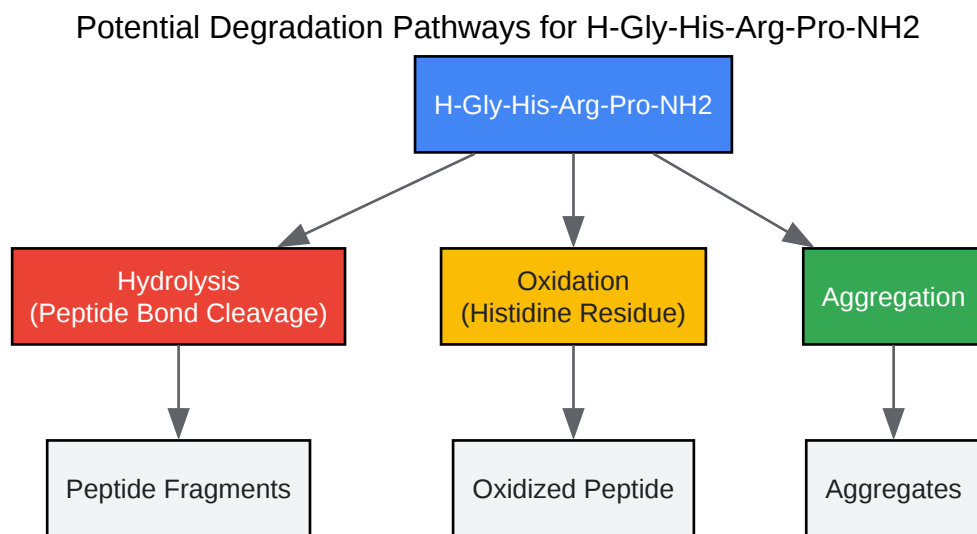 Potential Degradation Pathways for H-Gly-His-Arg-Pro-NH2
H-Gly-His-Arg-Pro-NH2
Hydrolysis
(Peptide Bond Cleavage)
Oxidation
(Histidine Residue)
Aggregation
Peptide Fragments
Oxidized Peptide
Aggregates